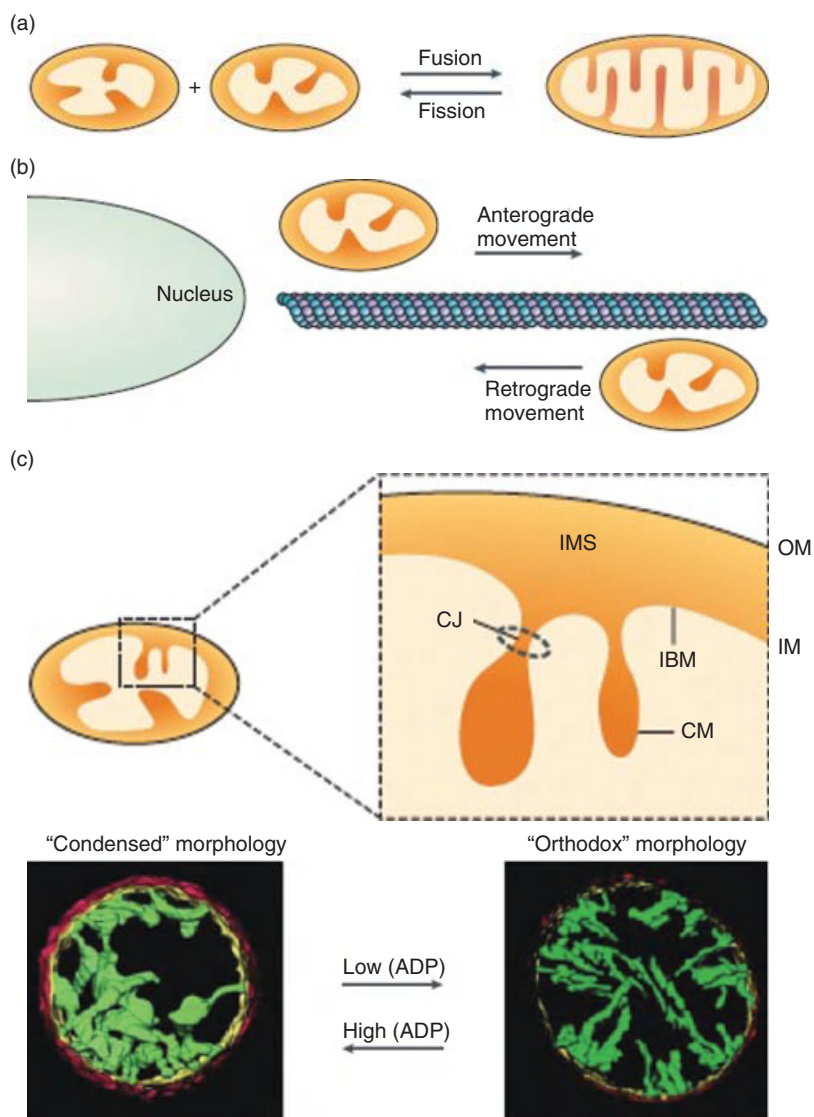 (a)
+
Fusion
Fission
(b)
Nucleus
Anterograde
movement
Retrograde
movement
(c)
IMS
OM
CJ
IBM
IM
CM
“Condensed” morphology
“Orthodox” morphology
Low (ADP)
High (ADP)